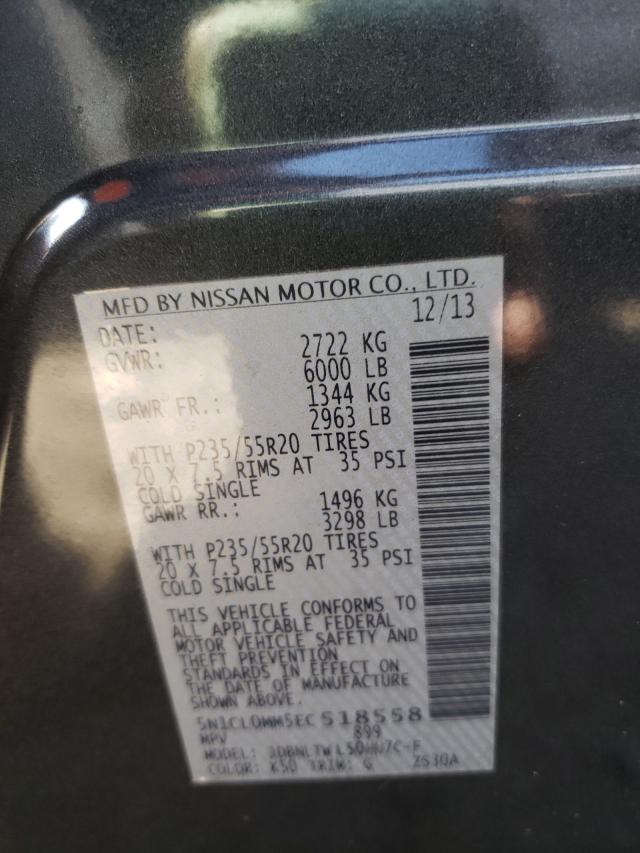 MFD BY NISSAN MOTOR CO., LTD.
DATE: 12/13
GVWR: 2722 KG
6000 LB
GAWR FR.: 1344 KG
2963 LB
WITH P235/55R20 TIRES
20 X 7.5 RIMS AT 35 PSI
COLD SINGLE
GAWR RR.: 1496 KG
3298 LB
WITH P235/55R20 TIRES
20 X 7.5 RIMS AT 35 PSI
COLD SINGLE
THIS VEHICLE CONFORMS TO
ALL APPLICABLE FEDERAL
MOTOR VEHICLE SAFETY AND
THEFT PREVENTION
STANDARDS IN EFFECT ON
THE DATE OF MANUFACTURE
SHOWN ABOVE.
5N1CL0MM5EC518558
MPV 899
MODEL:
COLOR: K50 TRIM: G 2S30A